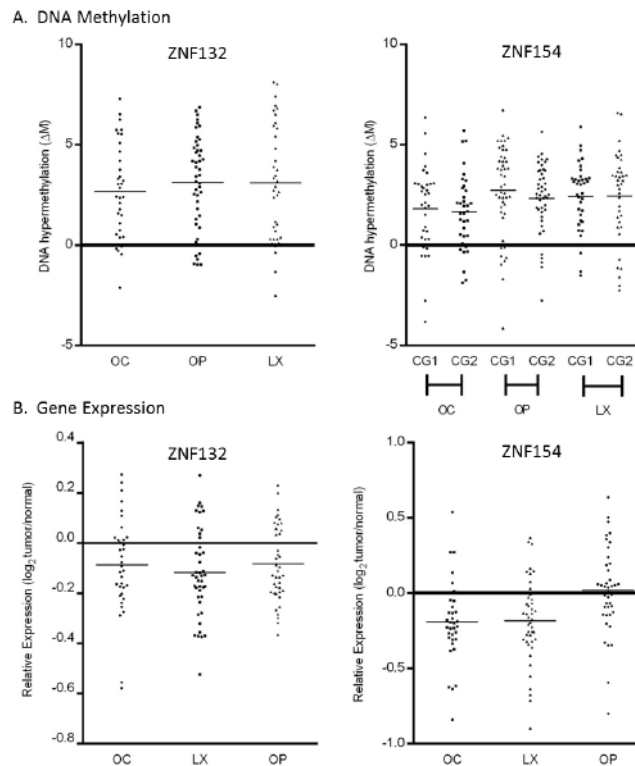 A. DNA Methylation
ZNF132
DNA hypermethylation (ΔM)
10
5
0
-5
OC OP LX
ZNF154
DNA hypermethylation (ΔM)
10
5
0
-5
CG1 CG2 CG1 CG2 CG1 CG2
OC OP LX
B. Gene Expression
ZNF132
Relative Expression (log2 tumor/normal)
0.4
0.2
0.0
-0.2
-0.4
-0.6
-0.8
OC LX OP
ZNF154
Relative Expression (log2 tumor/normal)
1.0
0.5
0.0
-0.5
-1.0
OC LX OP